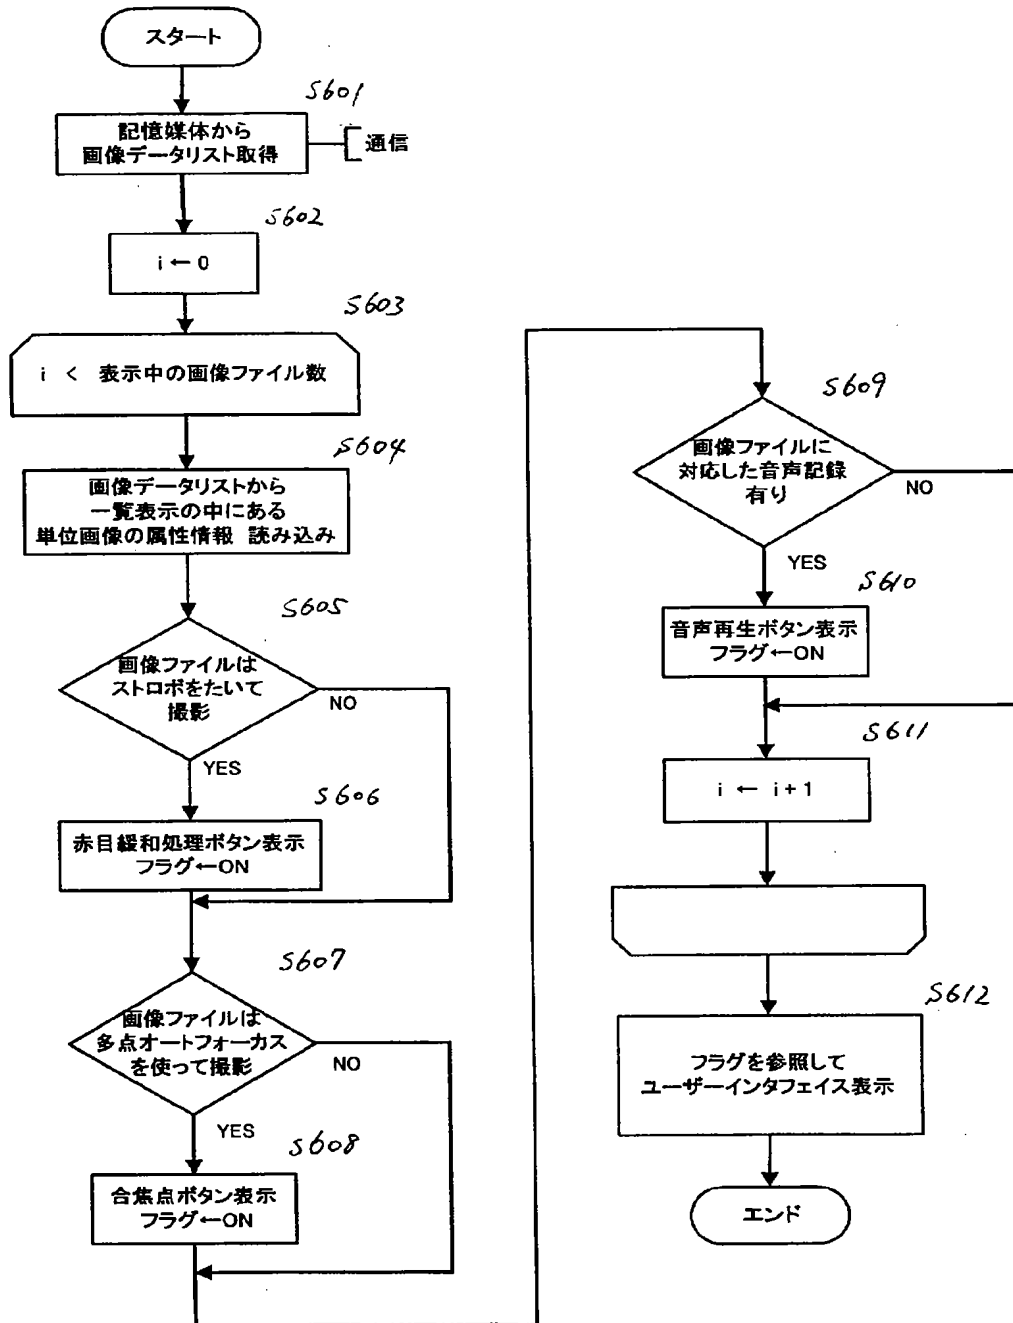 スタート
S601
記憶媒体から
画像データリスト取得
通信
S602
i ← 0
S603
i < 表示中の画像ファイル数
S604
画像データリストから
一覧表示の中にある
単位画像の属性情報 読み込み
S605
画像ファイルは
ストロボをたいて
撮影
NO
YES
S606
赤目緩和処理ボタン表示
フラグ←ON
S607
画像ファイルは
多点オートフォーカス
を使って撮影
NO
YES
S608
合焦点ボタン表示
フラグ←ON
S609
画像ファイルに
対応した音声記録
有り
NO
YES
S610
音声再生ボタン表示
フラグ←ON
S611
i ← i+1
S612
フラグを参照して
ユーザーインタフェイス表示
エンド